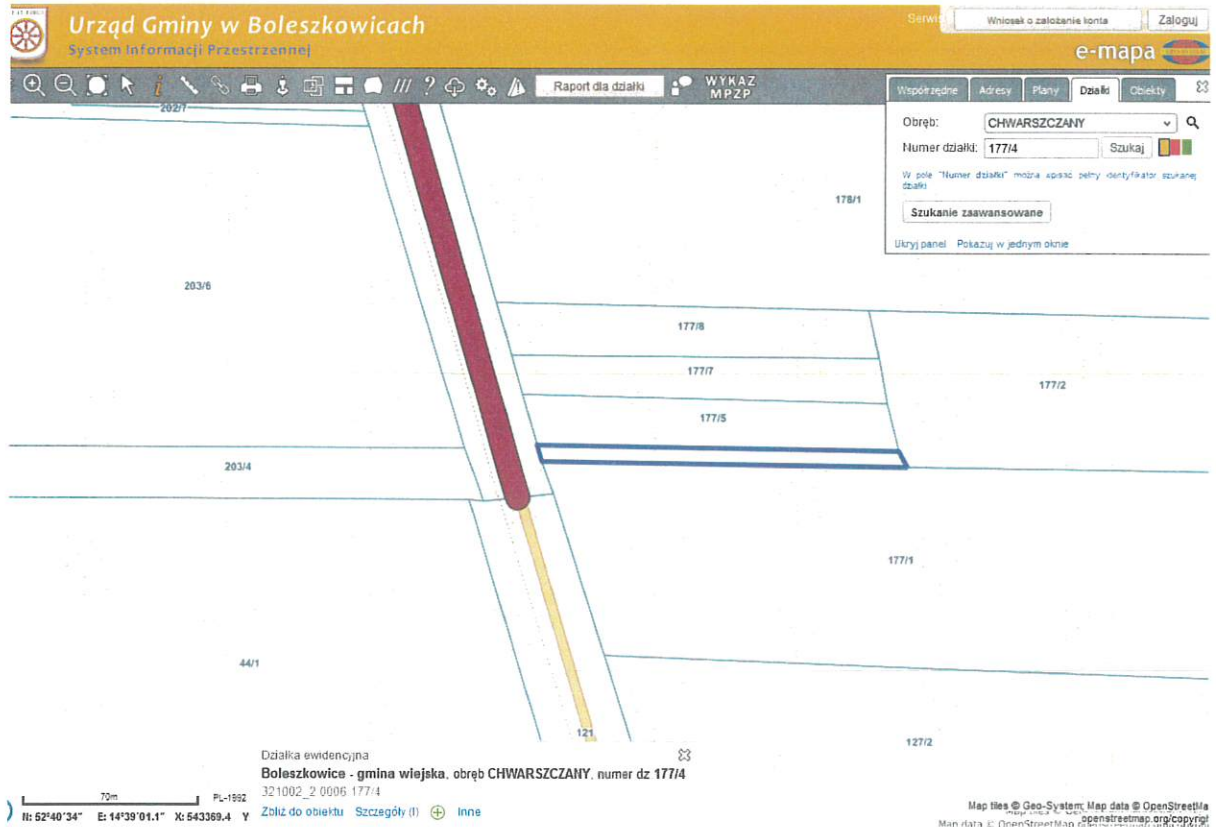 Urząd Gminy w Boleszkowicach
System Informacji Przestrzennej
Serwis
Wniosek o założenie konta
Zaloguj
e-mapa
Raport dla działki
WYKAZ
MPZP
Współrzędne Adresy Plany Działki Obiekty
Obręb: CHWARSZCZANY
Numer działki: 177/4 Szukaj
W pole "Numer działki" można wpisać pełny identyfikator szukanej
działki
Szukanie zaawansowane
Ukryj panel Pokazuj w jednym oknie
202/7
178/1
203/6
177/8
177/7
177/2
177/5
203/4
177/1
44/1
121
127/2
Działka ewidencyjna
Boleszkowice - gmina wiejska, obręb CHWARSZCZANY, numer dz 177/4
321002_2.0006.177/4
Zbliż do obiektu Szczegóły (I) Inne
70m
PL-1992
N: 52°40'34" E: 14°39'01.1" X: 543369.4 Y
Map tiles © Geo-System; Map data © OpenStreetMa
Map data © OpenStreetMap
openstreetmap.org/copyrigt